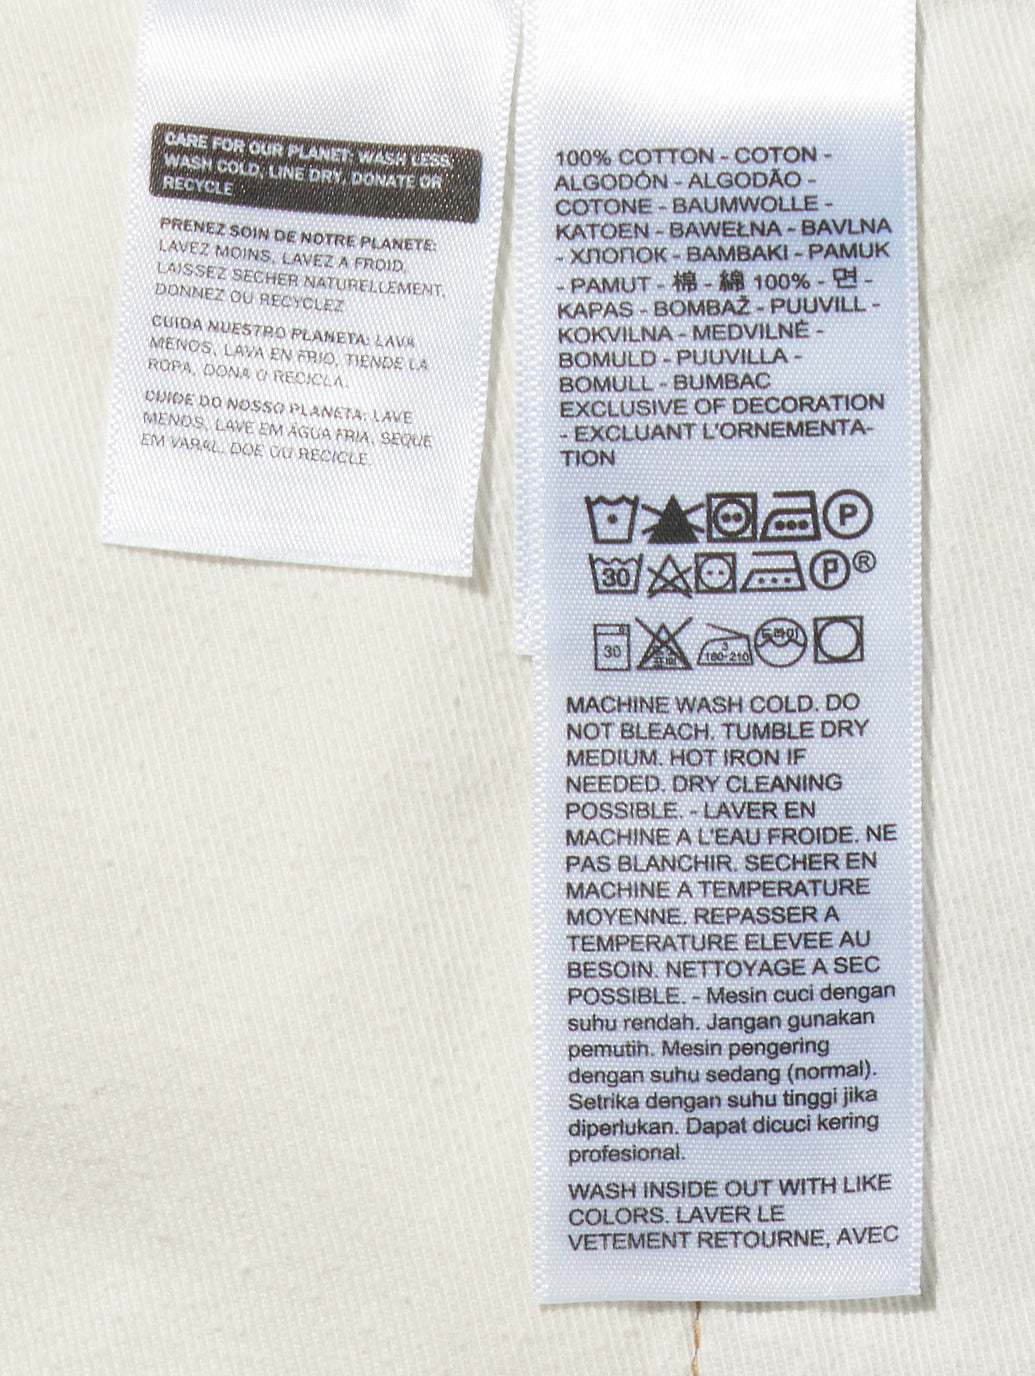 CARE FOR OUR PLANET: WASH LESS,
WASH COLD, LINE DRY, DONATE OR
RECYCLE
PRENEZ SOIN DE NOTRE PLANETE:
LAVEZ MOINS, LAVEZ A FROID,
LAISSEZ SECHER NATURELLEMENT,
DONNEZ OU RECYCLEZ
CUIDA NUESTRO PLANETA: LAVA
MENOS, LAVA EN FRIO, TIENDE LA
ROPA, DONA O RECICLA.
CUIDE DO NOSSO PLANETA: LAVE
MENOS, LAVE EM ÁGUA FRIA, SEQUE
EM VARAL, DOE OU RECICLE.
100% COTTON - COTON -
ALGODÓN - ALGODÃO -
COTONE - BAUMWOLLE -
KATOEN - BAWEŁNA - BAVLNA
- ХЛОПОК - BAMBAKI - PAMUK
- PAMUT - 棉 - 綿 100% - 면 -
KAPAS - BOMBAŽ - PUUVILL -
KOKVILNA - MEDVILNĖ -
BOMULD - PUUVILLA -
BOMULL - BUMBAC
EXCLUSIVE OF DECORATION
- EXCLUANT L'ORNEMENTA-
TION
P
30 P ®
30 3 180-210 드라이
MACHINE WASH COLD. DO
NOT BLEACH. TUMBLE DRY
MEDIUM. HOT IRON IF
NEEDED. DRY CLEANING
POSSIBLE. - LAVER EN
MACHINE A L'EAU FROIDE. NE
PAS BLANCHIR. SECHER EN
MACHINE A TEMPERATURE
MOYENNE. REPASSER A
TEMPERATURE ELEVEE AU
BESOIN. NETTOYAGE A SEC
POSSIBLE. - Mesin cuci dengan
suhu rendah. Jangan gunakan
pemutih. Mesin pengering
dengan suhu sedang (normal).
Setrika dengan suhu tinggi jika
diperlukan. Dapat dicuci kering
profesional.
WASH INSIDE OUT WITH LIKE
COLORS. LAVER LE
VETEMENT RETOURNE, AVEC